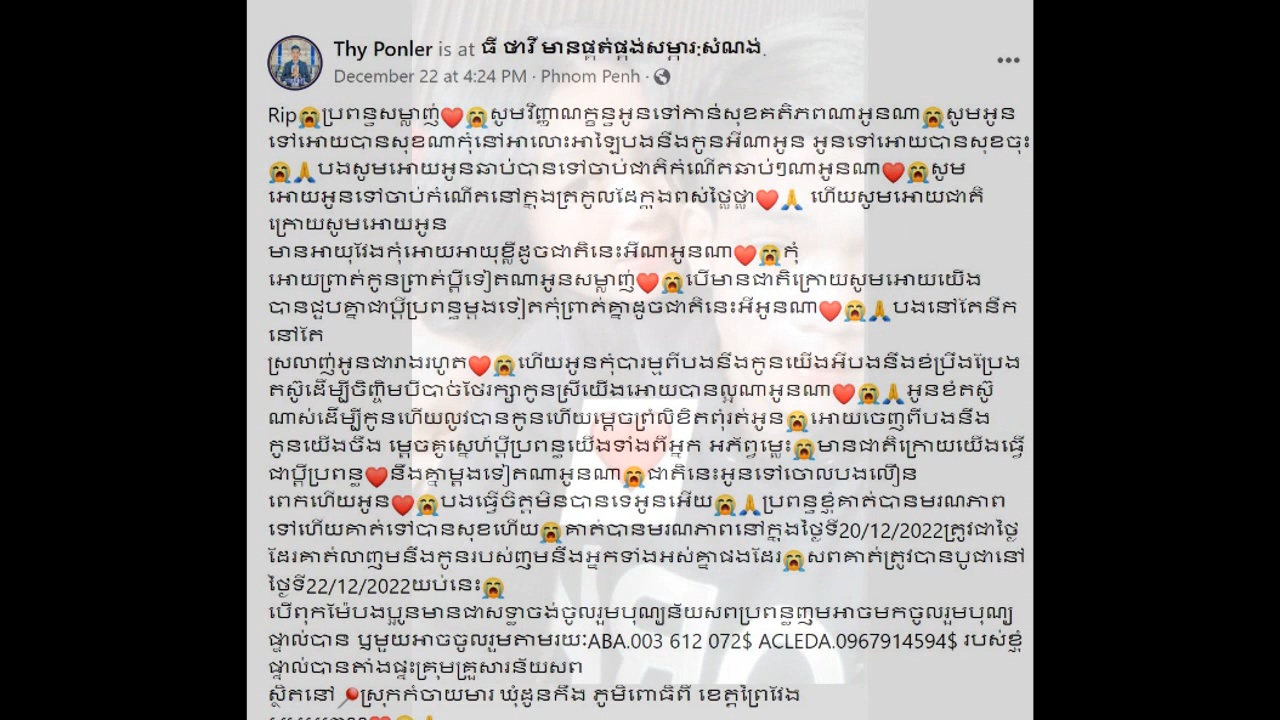 Thy Ponler is at ធី ថាវី មានផ្គត់ផ្គង់សម្ភារៈសំណង់.
December 22 at 4:24 PM · Phnom Penh ·
Rip😭ប្រពន្ធសម្លាញ់❤️😭សូមវិញ្ញាណក្ខន្ធអូនទៅកាន់សុខគតិភពណាអូនណា😭សូមអូន
ទៅអោយបានសុខណាកុំនៅអាលោះអាឡៃបងនឹងកូនអីណាអូន អូនទៅអោយបានសុខចុះ
😭🙏បងសូមអោយអូនឆាប់បានទៅចាប់ជាតិកំណើតឆាប់ៗណាអូនណា❤️😭សូម
អោយអូនទៅចាប់កំណើតនៅក្នុងត្រកូលដែក្នុងពស់ថ្លៃថ្លា❤️🙏 ហើយសូមអោយជាតិ
ក្រោយសូមអោយអូន
មានអាយុវែងកុំអោយអាយុខ្លីដូចជាតិនេះអីណាអូនណា❤️😭កុំ
អោយព្រាត់កូនព្រាត់ប្ដីទៀតណាអូនសម្លាញ់❤️😭បើមានជាតិក្រោយសូមអោយយើង
បានជួបគ្នាជាប្ដីប្រពន្ធម្ដងទៀតកុំព្រាត់គ្នាដូចជាតិនេះអីអូនណា❤️😭🙏បងនៅតែនឹក
នៅតែ
ស្រលាញ់អូនជារាងរហូត❤️😭ហើយអូនកុំបារម្ភពីបងនឹងកូនយើងអីបងនឹងខំប្រឹងប្រែង
តស៊ូដើម្បីចិញ្ចិមបីបាច់ថែរក្សាកូនស្រីយើងអោយបានល្អណាអូនណា❤️😭🙏អូនខំតស៊ូ
ណាស់ដើម្បីកូនហើយលូវបានកូនហើយម្ដេចព្រំលិខិតពុំរត់អូន😭អោយចេញពីបងនឹង
កូនយើងចឹង ម្ដេចគូស្នេហ៍ប្ដីប្រពន្ធយើងទាំងពីអ្នក អភ័ព្វម្លេះ😭មានជាតិក្រោយយើងធ្វើ
ជាប្ដីប្រពន្ធ❤️នឹងគ្នាម្ដងទៀតណាអូនណា😭ជាតិនេះអូនទៅចោលបងលឿន
ពេកហើយអូន❤️😭បងធ្វើចិត្តមិនបានទេអូនអើយ😭🙏ប្រពន្ធខ្ញុំគាត់បានមរណភាព
ទៅហើយគាត់ទៅបានសុខហើយ😭គាត់បានមរណភាពនៅក្នុងថ្ងៃទី20/12/2022ត្រូវជាថ្ងៃ
ដែរគាត់លាញមនឹងកូនរបស់ញមនឹងអ្នកទាំងអស់គ្នាផងដែរ😭សពគាត់ត្រូវបានបូជានៅ
ថ្ងៃទី22/12/2022យប់នេះ😭
បើពុកម៉ែបងប្អូនមានជាសទ្ធាចង់ចូលរួមបុណ្យន័យសពប្រពន្ធញមអាចមកចូលរួមបុណ្យ
ផ្ទាល់បាន ឬមួយអាចចូលរួមតាមរយៈABA.003 612 072$ ACLEDA.0967914594$ របស់ខ្ញុំ
ផ្ទាល់បានតាំងផ្ទះគ្រុមគ្រួសារន័យសព
ស្ថិតនៅ 📍ស្រុកកំចាយមារ ឃុំដូនកឹង ភូមិពោធិពី ខេត្តព្រៃវែង